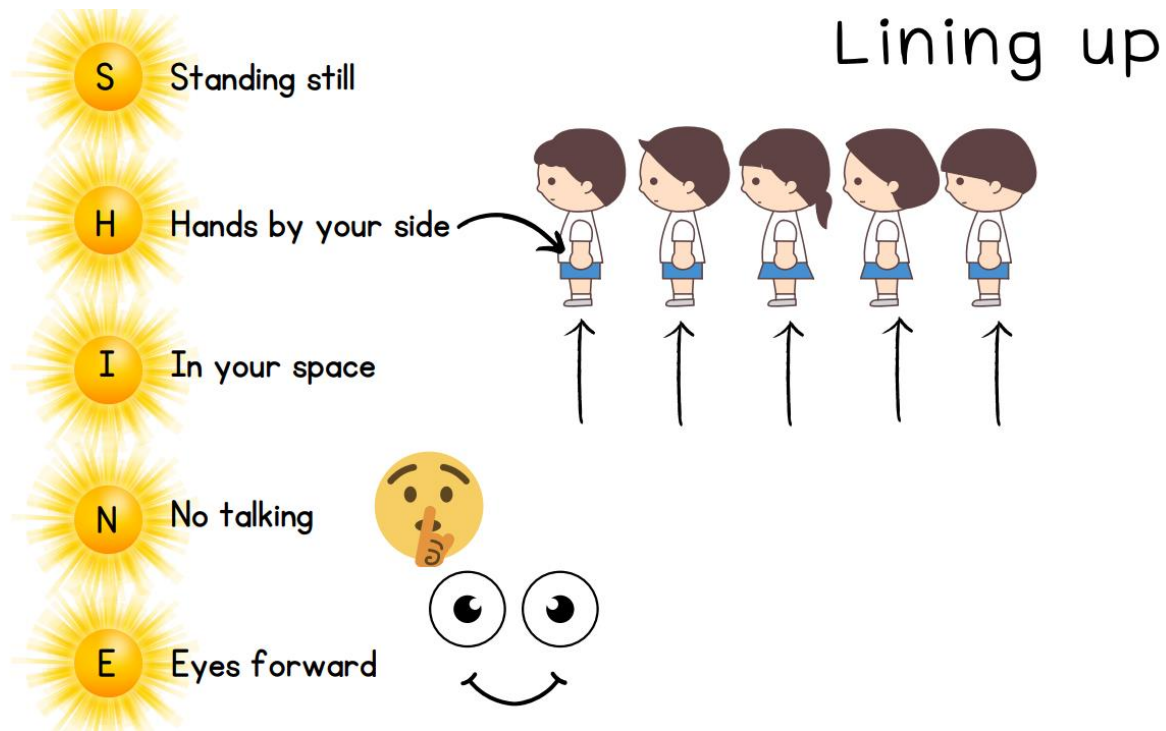 Lining up
S Standing still
H Hands by your side
I In your space
N No talking
E Eyes forward